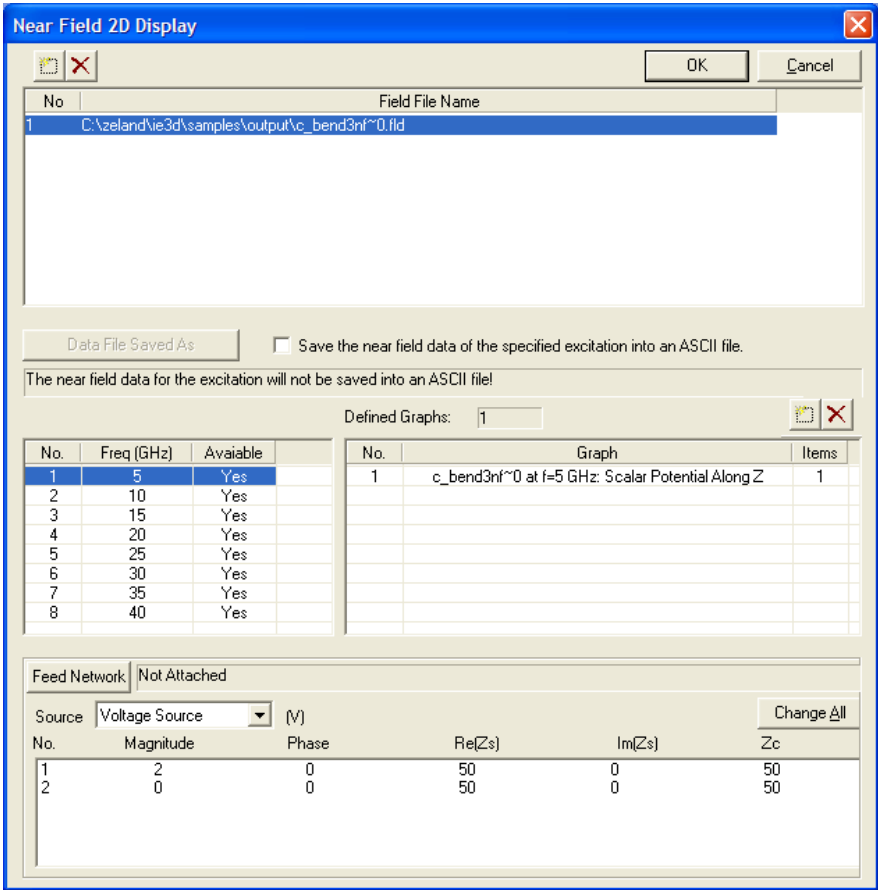 Near Field 2D Display
OK Cancel
No Field File Name
1 C:\zeland\ie3d\samples\output\c_bend3nf~0.fld
Data File Saved As Save the near field data of the specified excitation into an ASCII file.
The near field data for the excitation will not be saved into an ASCII file!
Defined Graphs: 1
No. Freq (GHz) Avaiable
1 5 Yes
2 10 Yes
3 15 Yes
4 20 Yes
5 25 Yes
6 30 Yes
7 35 Yes
8 40 Yes
No. Graph Items
1 c_bend3nf~0 at f=5 GHz: Scalar Potential Along Z 1
Feed Network Not Attached
Source Voltage Source (V) Change All
No. Magnitude Phase Re(Zs) Im(Zs) Zc
1 2 0 50 0 50
2 0 0 50 0 50